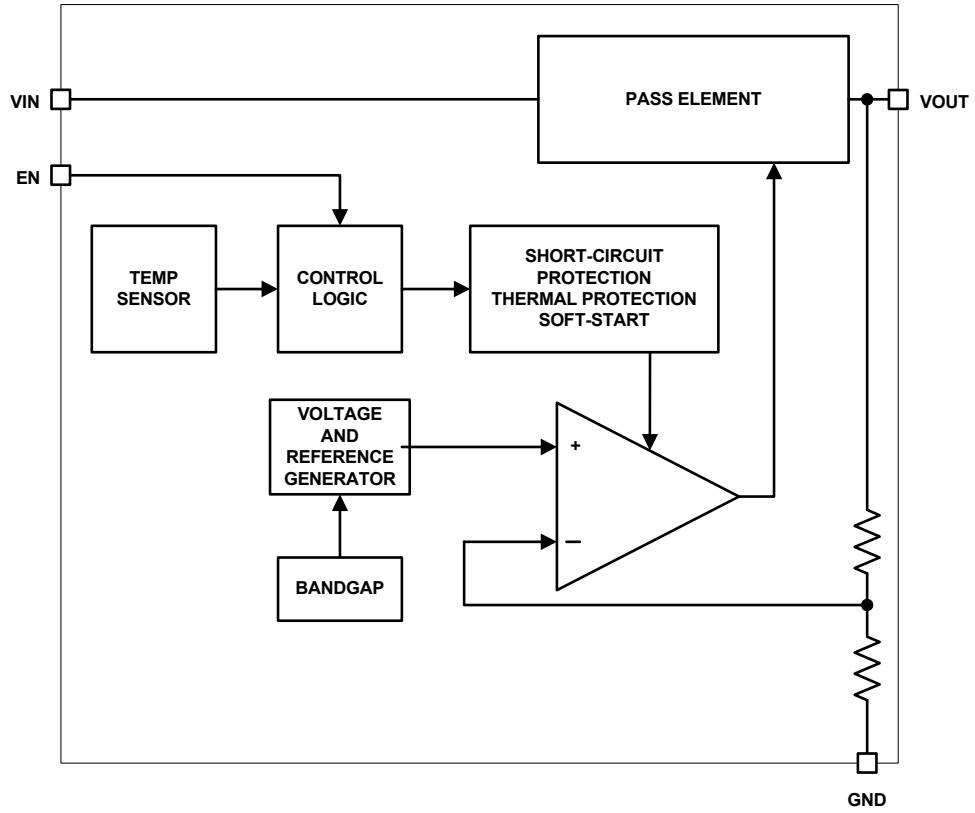 VIN
PASS ELEMENT
VOUT
EN
TEMP
SENSOR
CONTROL
LOGIC
SHORT-CIRCUIT
PROTECTION
THERMAL PROTECTION
SOFT-START
VOLTAGE
AND
REFERENCE
GENERATOR
+
–
BANDGAP
GND